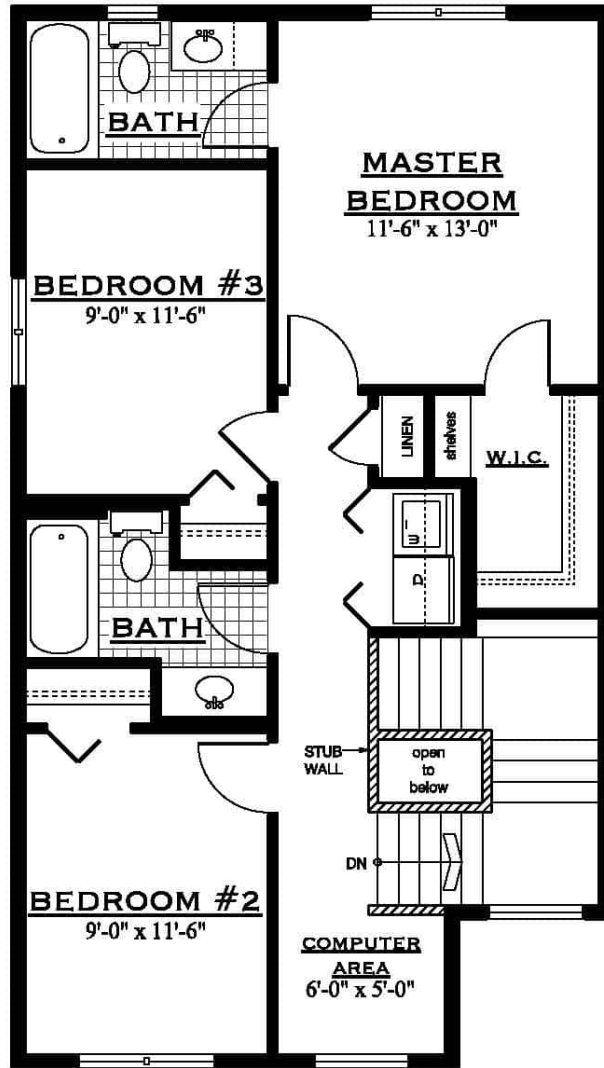 BATH
MASTER
BEDROOM
11'-6" x 13'-0"
BEDROOM #3
9'-0" x 11'-6"
LINEN
shelves
W.I.C.
W
D
BATH
STUB
WALL
open
to
below
DN
BEDROOM #2
9'-0" x 11'-6"
COMPUTER
AREA
6'-0" x 5'-0"